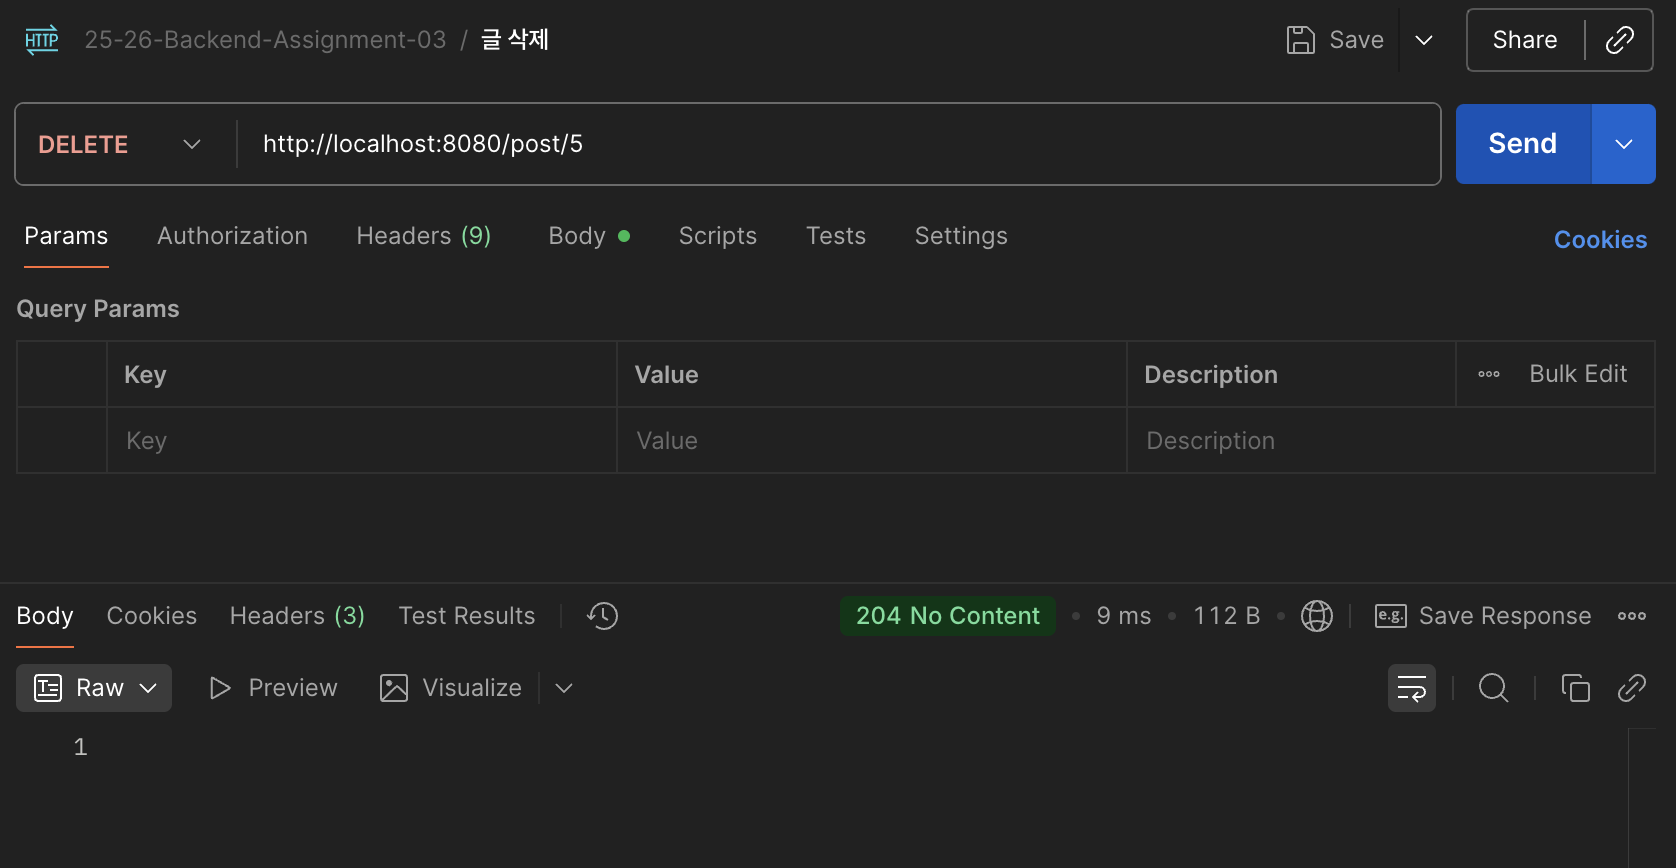 HTTP 25-26-Backend-Assignment-03 / 글 삭제 Save Share
DELETE http://localhost:8080/post/5 Send
Params Authorization Headers (9) Body Scripts Tests Settings Cookies
Query Params
Key Value Description Bulk Edit
Key Value Description
Body Cookies Headers (3) Test Results 204 No Content • 9 ms • 112 B • e.g. Save Response
Raw Preview Visualize
1